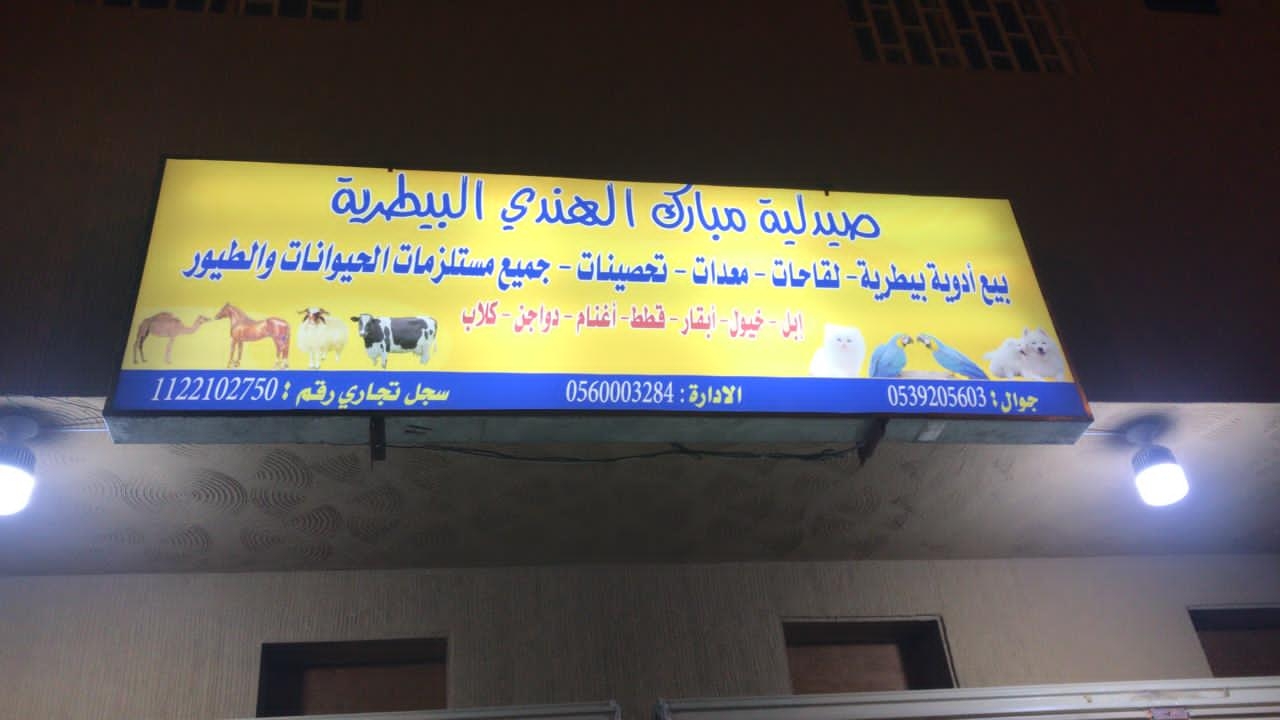 صيدلية مبارك الهندي البيطرية
بيع أدوية بيطرية - لقاحات - معدات - تحصينات - جميع مستلزمات الحيوانات والطيور
إبل - خيول - أبقار - قطط - أغنام - دواجن - كلاب
جوال : 0539205603 الادارة : 0560003284 سجل تجاري رقم : 1122102750